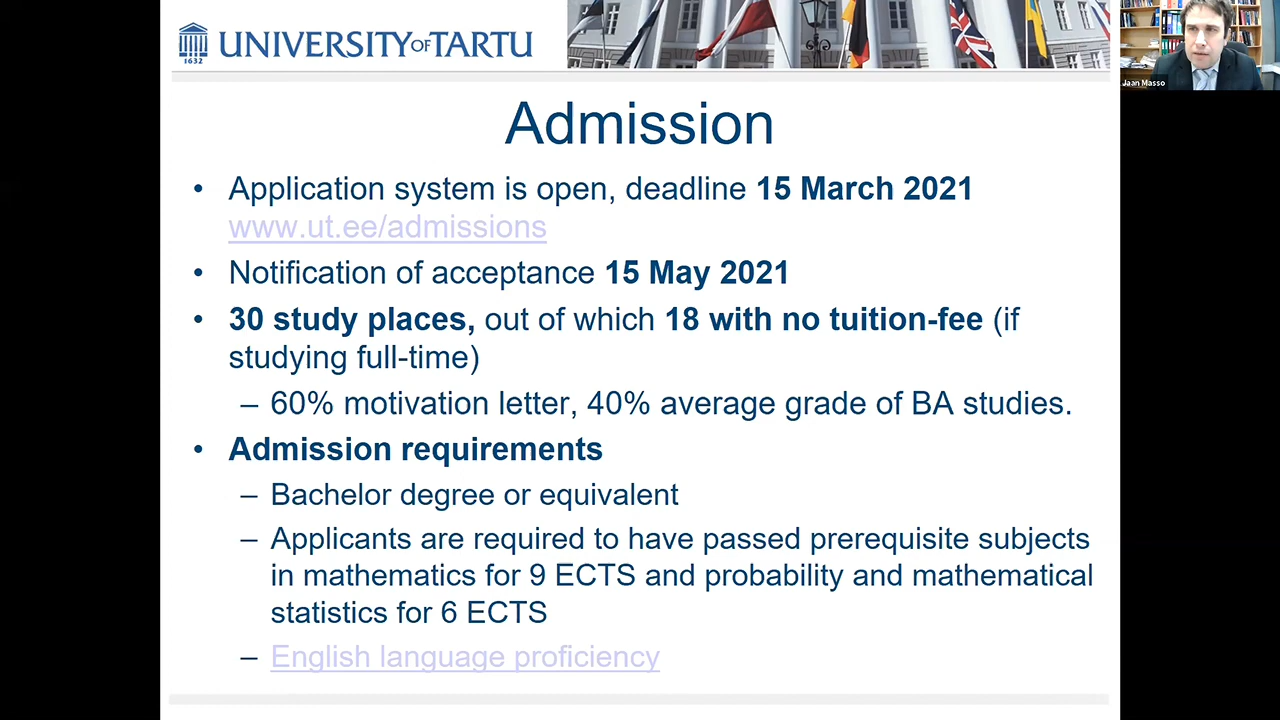 1632
UNIVERSITY OF TARTU
Jaan Masso
Admission
• Application system is open, deadline 15 March 2021
www.ut.ee/admissions
• Notification of acceptance 15 May 2021
• 30 study places, out of which 18 with no tuition-fee (if
studying full-time)
– 60% motivation letter, 40% average grade of BA studies.
• Admission requirements
– Bachelor degree or equivalent
– Applicants are required to have passed prerequisite subjects
in mathematics for 9 ECTS and probability and mathematical
statistics for 6 ECTS
– English language proficiency